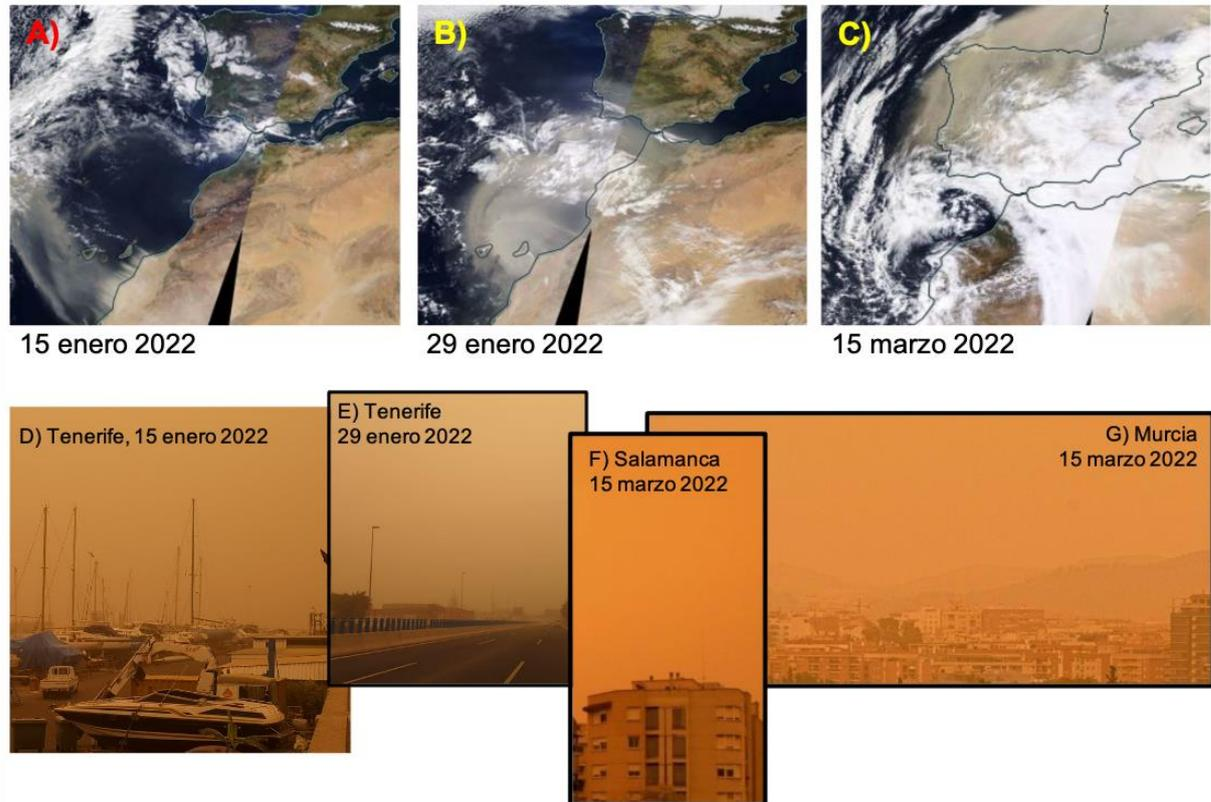 A)
B)
C)
15 enero 2022
29 enero 2022
15 marzo 2022
D) Tenerife, 15 enero 2022
E) Tenerife
29 enero 2022
F) Salamanca
15 marzo 2022
G) Murcia
15 marzo 2022